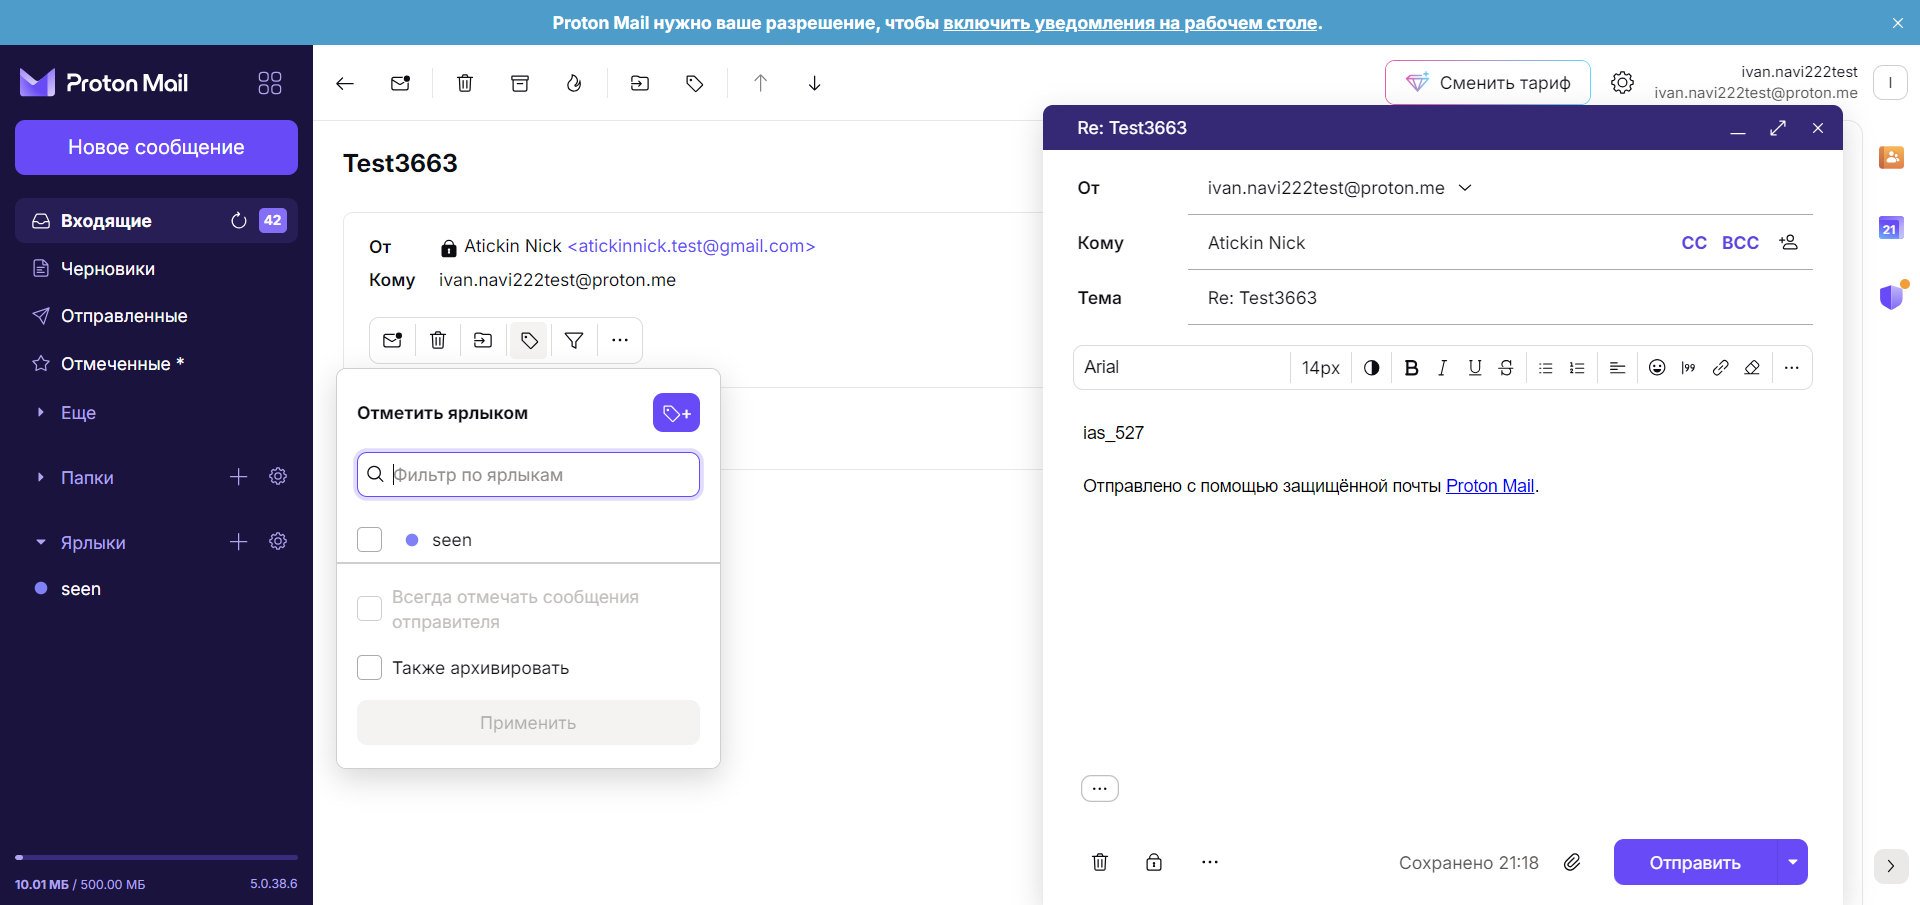 Proton Mail нужно ваше разрешение, чтобы включить уведомления на рабочем столе.
Proton Mail
Новое сообщение
Входящие 42
Черновики
Отправленные
Отмеченные *
Еще
Папки
Ярлыки
seen
10.01 МБ / 500.00 МБ 5.0.38.6
Сменить тариф
ivan.navi222test
ivan.navi222test@proton.me
I
Test3663
От Atickin Nick <atickinnick.test@gmail.com>
Кому ivan.navi222test@proton.me
Отметить ярлыком
Фильтр по ярлыкам
seen
Всегда отмечать сообщения
отправителя
Также архивировать
Применить
Re: Test3663
От ivan.navi222test@proton.me
Кому Atickin Nick CC BCC
Тема Re: Test3663
Arial 14px B I U S
ias_527
Отправлено с помощью защищённой почты Proton Mail.
Сохранено 21:18 Отправить
21